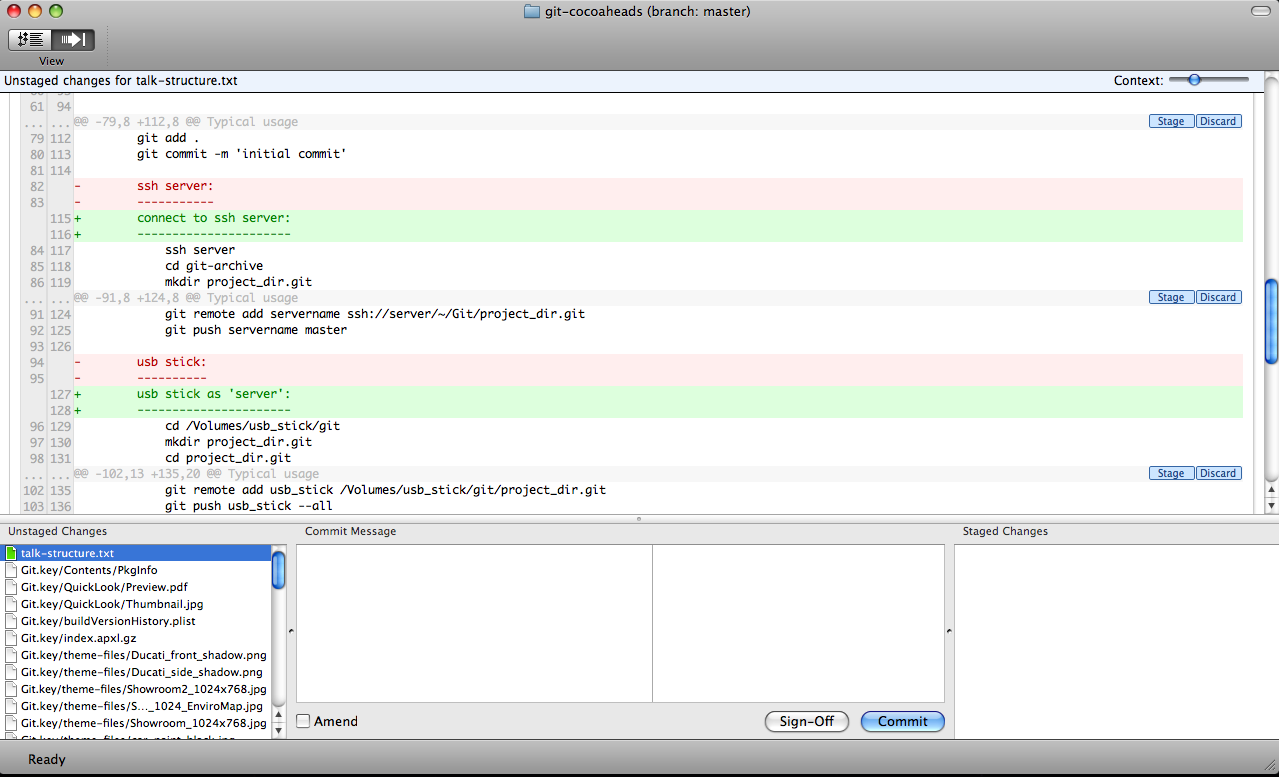 git-cocoaheads (branch: master)
View
Unstaged changes for talk-structure.txt
Context:
61 94
... ... @@ -79,8 +112,8 @@ Typical usage Stage Discard
79 112 git add .
80 113 git commit -m 'initial commit'
81 114
82 - ssh server:
83 - -----------
115 + connect to ssh server:
116 + ----------------------
84 117 ssh server
85 118 cd git-archive
86 119 mkdir project_dir.git
... ... @@ -91,8 +124,8 @@ Typical usage Stage Discard
91 124 git remote add servername ssh://server/~/Git/project_dir.git
92 125 git push servername master
93 126
94 - usb stick:
95 - ----------
127 + usb stick as 'server':
128 + ----------------------
96 129 cd /Volumes/usb_stick/git
97 130 mkdir project_dir.git
98 131 cd project_dir.git
... ... @@ -102,13 +135,20 @@ Typical usage Stage Discard
102 135 git remote add usb_stick /Volumes/usb_stick/git/project_dir.git
103 136 git push usb_stick --all
Unstaged Changes
talk-structure.txt
Git.key/Contents/PkgInfo
Git.key/QuickLook/Preview.pdf
Git.key/QuickLook/Thumbnail.jpg
Git.key/buildVersionHistory.plist
Git.key/index.apxl.gz
Git.key/theme-files/Ducati_front_shadow.png
Git.key/theme-files/Ducati_side_shadow.png
Git.key/theme-files/Showroom2_1024x768.jpg
Git.key/theme-files/S..._1024_EnviroMap.jpg
Git.key/theme-files/Showroom_1024x768.jpg
Commit Message
Amend
Sign-Off
Commit
Staged Changes
Ready